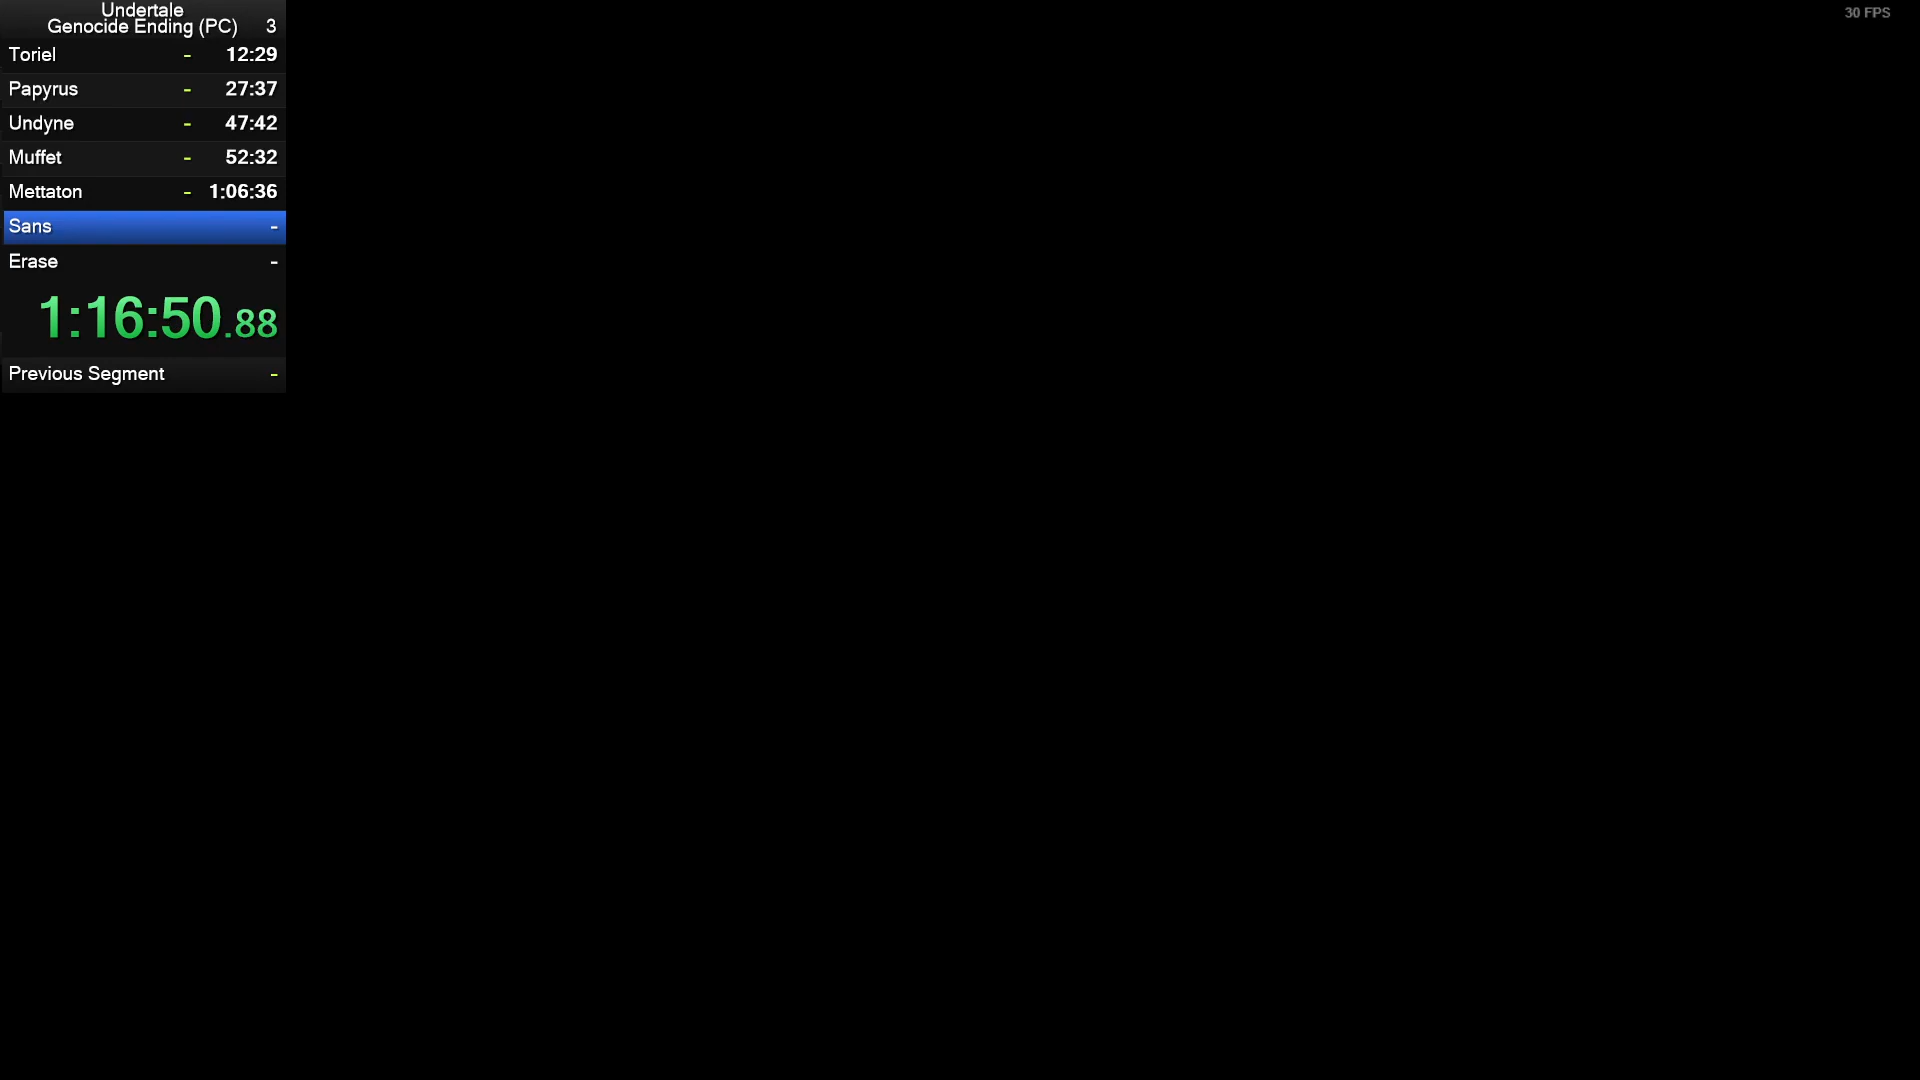 Undertale
Genocide Ending (PC) 3
30 FPS
Toriel - 12:29
Papyrus - 27:37
Undyne - 47:42
Muffet - 52:32
Mettaton - 1:06:36
Sans -
Erase -
1:16:50.88
Previous Segment -